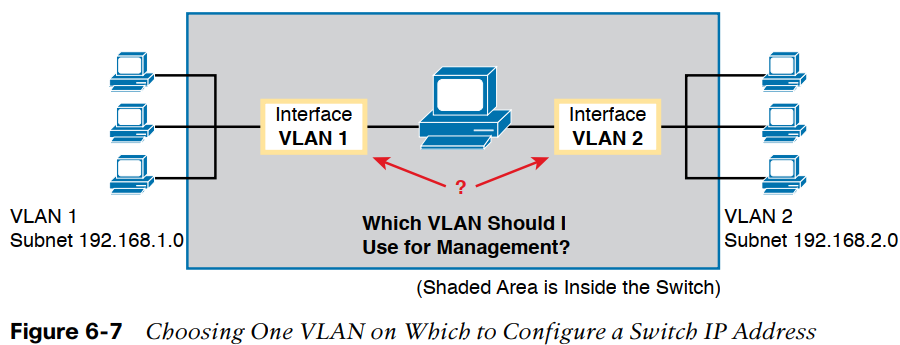 Interface
VLAN 1
Interface
VLAN 2
?
VLAN 1
Subnet 192.168.1.0
Which VLAN Should I
Use for Management?
VLAN 2
Subnet 192.168.2.0
(Shaded Area is Inside the Switch)
Figure 6-7 Choosing One VLAN on Which to Configure a Switch IP Address